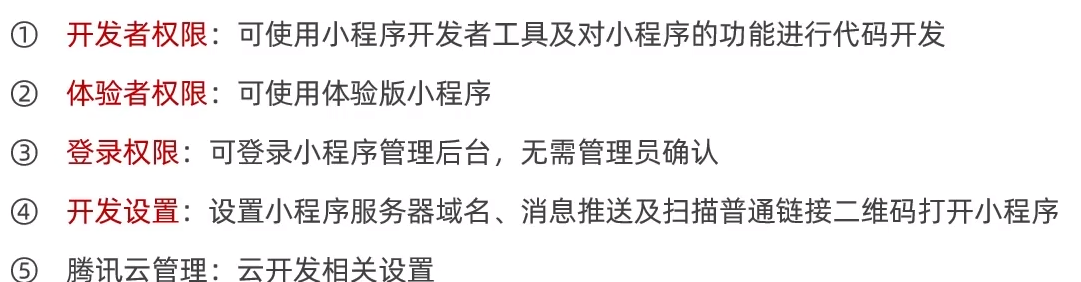 ① 开发者权限：可使用小程序开发者工具及对小程序的功能进行代码开发
② 体验者权限：可使用体验版小程序
③ 登录权限：可登录小程序管理后台，无需管理员确认
④ 开发设置：设置小程序服务器域名、消息推送及扫描普通链接二维码打开小程序
⑤ 腾讯云管理：云开发相关设置